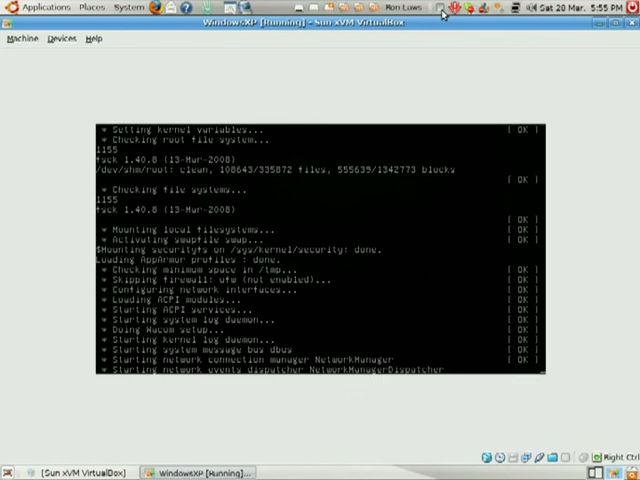 Applications Places System Ron Laws Sat 20 Mar, 5:55 PM
WindowsXP [Running] - Sun xVM VirtualBox
Machine Devices Help
* Setting kernel variables... [ OK ]
* Checking root file system...
1155
fsck 1.40.8 (13-Mar-2008)
/dev/shm/root: clean, 108643/335872 files, 555639/1342773 blocks
[ OK ]
* Checking file systems...
1155
fsck 1.40.8 (13-Mar-2008)
[ OK ]
* Mounting local filesystems... [ OK ]
* Activating swapfile swap... [ OK ]
$Mounting securityfs on /sys/kernel/security: done.
Loading AppArmor profiles : done.
* Checking minimum space in /tmp... [ OK ]
* Skipping firewall: ufw (not enabled)... [ OK ]
* Configuring network interfaces... [ OK ]
* Loading ACPI modules... [ OK ]
* Starting ACPI services... [ OK ]
* Starting system log daemon... [ OK ]
* Doing Wacom setup... [ OK ]
* Starting kernel log daemon... [ OK ]
* Starting system message bus dbus [ OK ]
* Starting network connection manager NetworkManager [ OK ]
* Starting network events dispatcher NetworkManagerDispatcher
Right Ctrl
[Sun xVM VirtualBox] WindowsXP [Running]...